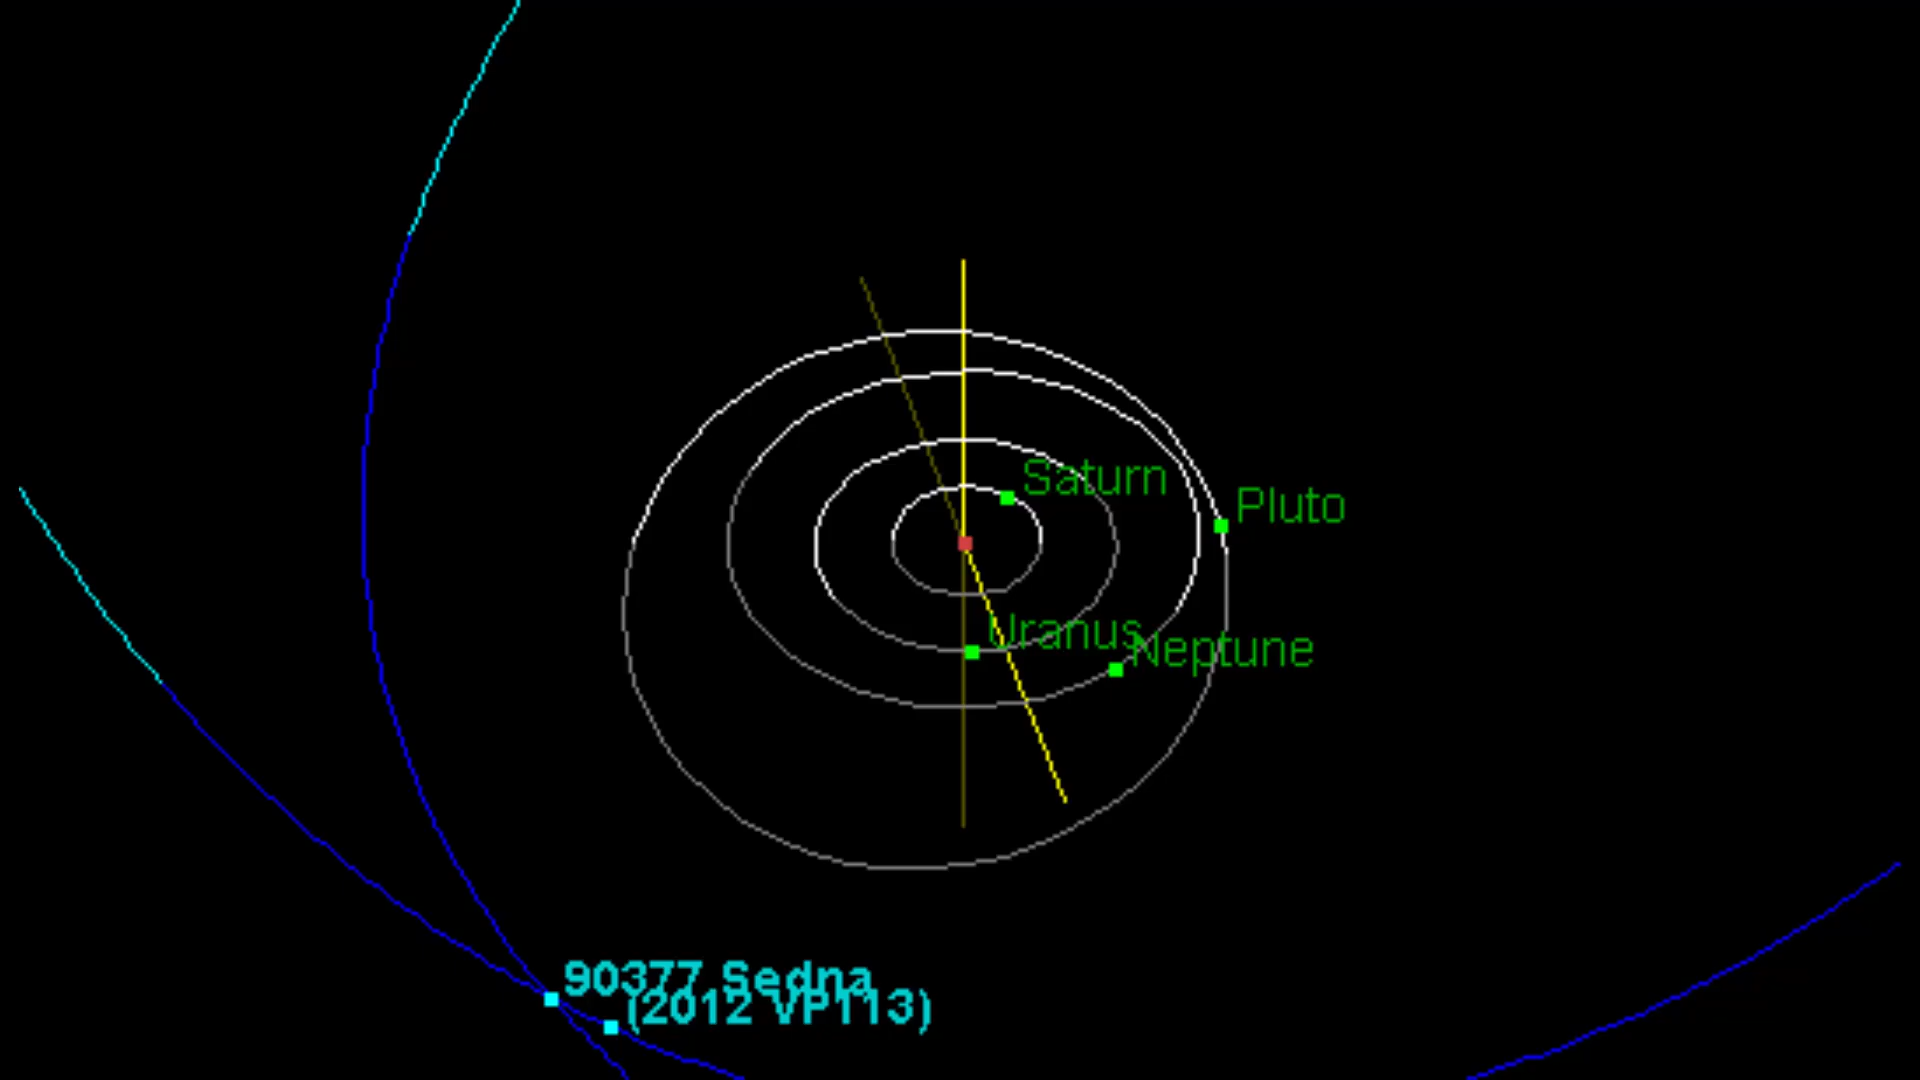 Saturn
Pluto
Uranus
Neptune
90377 Sedna
(2012 VP113)